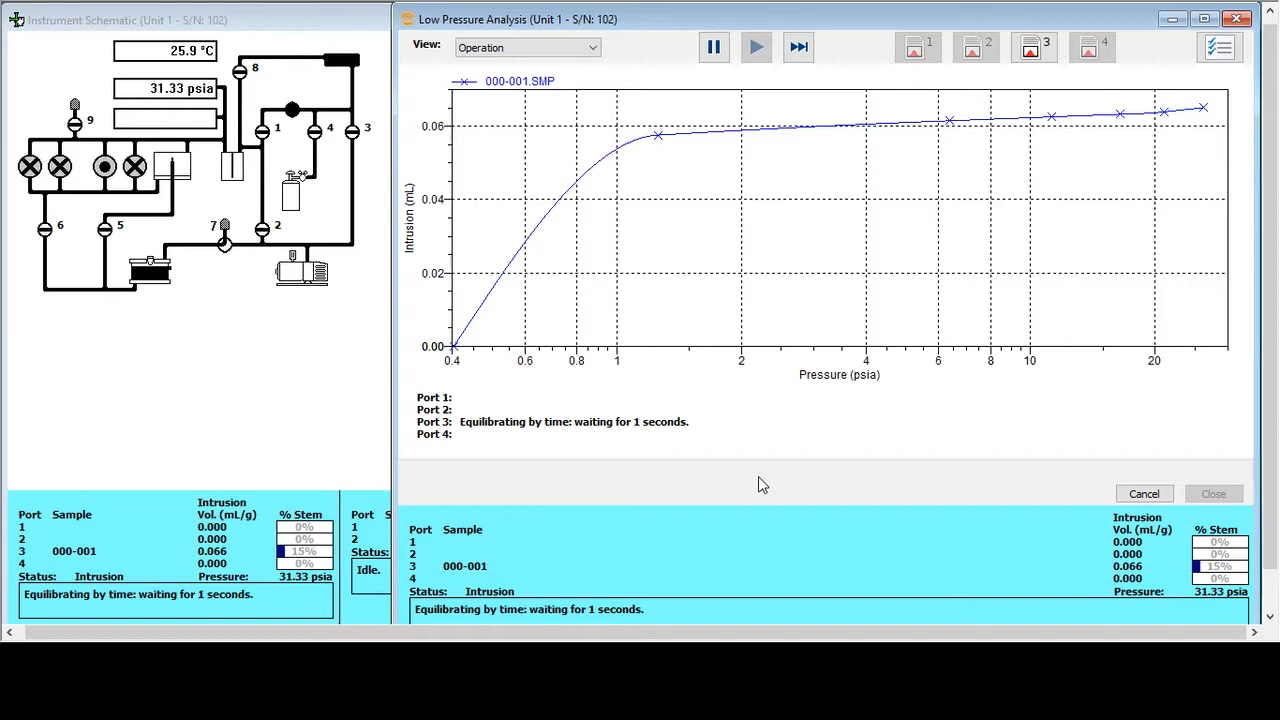 Instrument Schematic (Unit 1 - S/N: 102)
25.9 °C
31.33 psia
8
9
1
4
3
6
5
7
2
Port Sample Intrusion Vol. (mL/g) % Stem
1 0.000 0%
2 0.000 0%
3 000-001 0.066 15%
4 0.000 0%
Status: Intrusion Pressure: 31.33 psia
Equilibrating by time: waiting for 1 seconds.
Port S
1
2
Status:
Idle.
Low Pressure Analysis (Unit 1 - S/N: 102)
View: Operation
1
2
3
4
000-001.SMP
Intrusion (mL)
0.06
0.04
0.02
0.00
0.4 0.6 0.8 1 2 4 6 8 10 20
Pressure (psia)
Port 1:
Port 2:
Port 3: Equilibrating by time: waiting for 1 seconds.
Port 4:
Cancel Close
Port Sample Intrusion Vol. (mL/g) % Stem
1 0.000 0%
2 0.000 0%
3 000-001 0.066 15%
4 0.000 0%
Status: Intrusion Pressure: 31.33 psia
Equilibrating by time: waiting for 1 seconds.